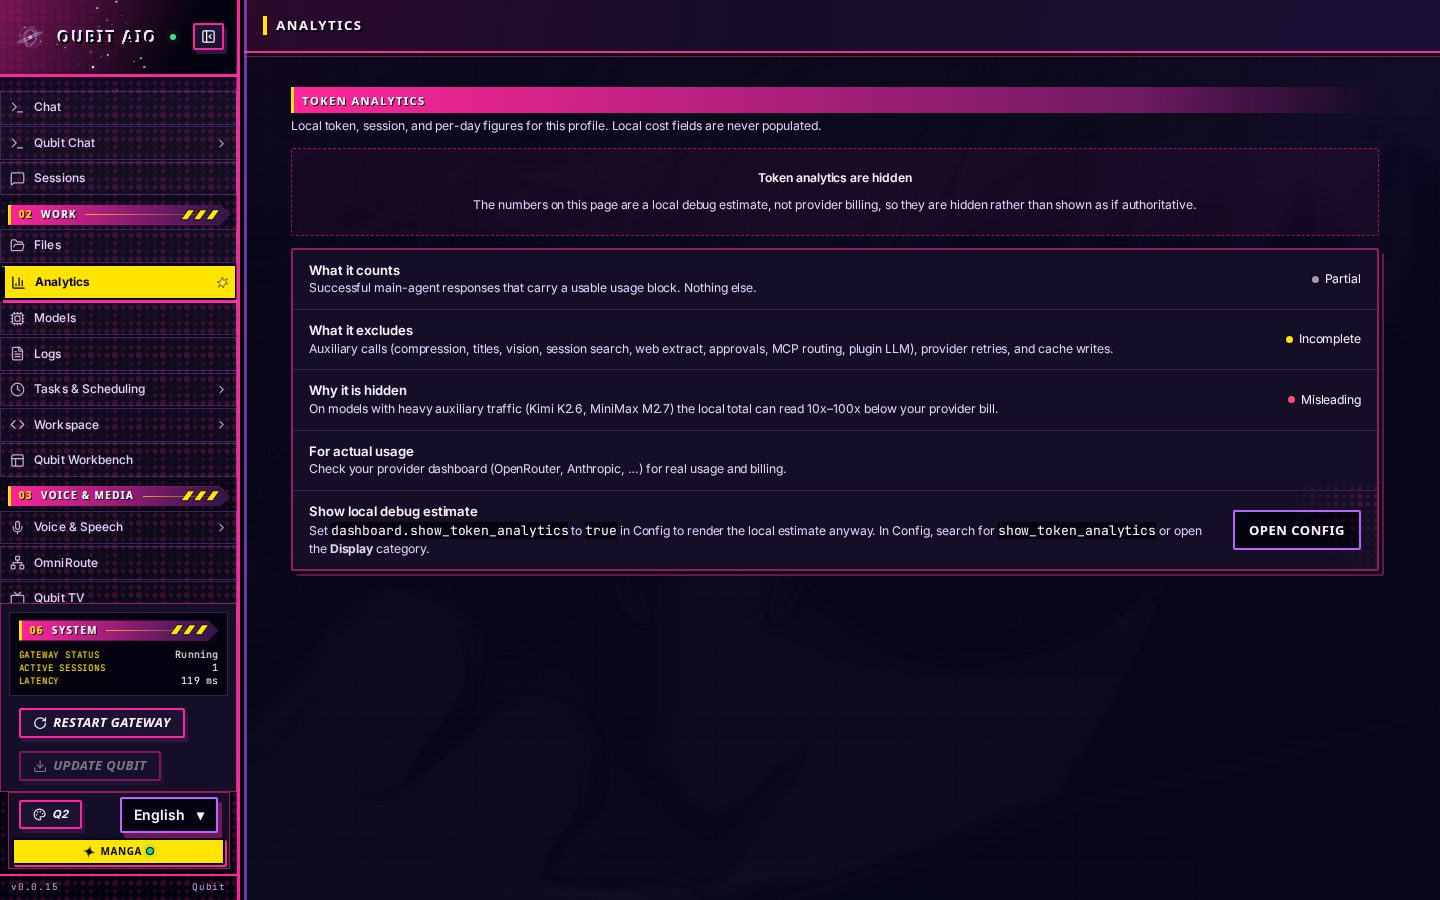 QUBIT AIO
ANALYTICS
Chat
Qubit Chat
Sessions
02 WORK
Files
Analytics
Models
Logs
Tasks & Scheduling
Workspace
Qubit Workbench
03 VOICE & MEDIA
Voice & Speech
OmniRoute
Qubit TV
06 SYSTEM
GATEWAY STATUS Running
ACTIVE SESSIONS 1
LATENCY 119 ms
RESTART GATEWAY
UPDATE QUBIT
Q2 English
MANGA
v0.0.15 Qubit
TOKEN ANALYTICS
Local token, session, and per-day figures for this profile. Local cost fields are never populated.
Token analytics are hidden
The numbers on this page are a local debug estimate, not provider billing, so they are hidden rather than shown as if authoritative.
What it counts
Successful main-agent responses that carry a usable usage block. Nothing else.
Partial
What it excludes
Auxiliary calls (compression, titles, vision, session search, web extract, approvals, MCP routing, plugin LLM), provider retries, and cache writes.
Incomplete
Why it is hidden
On models with heavy auxiliary traffic (Kimi K2.6, MiniMax M2.7) the local total can read 10x–100x below your provider bill.
Misleading
For actual usage
Check your provider dashboard (OpenRouter, Anthropic, ...) for real usage and billing.
Show local debug estimate
Set dashboard.show_token_analytics to true in Config to render the local estimate anyway. In Config, search for show_token_analytics or open
the Display category.
OPEN CONFIG